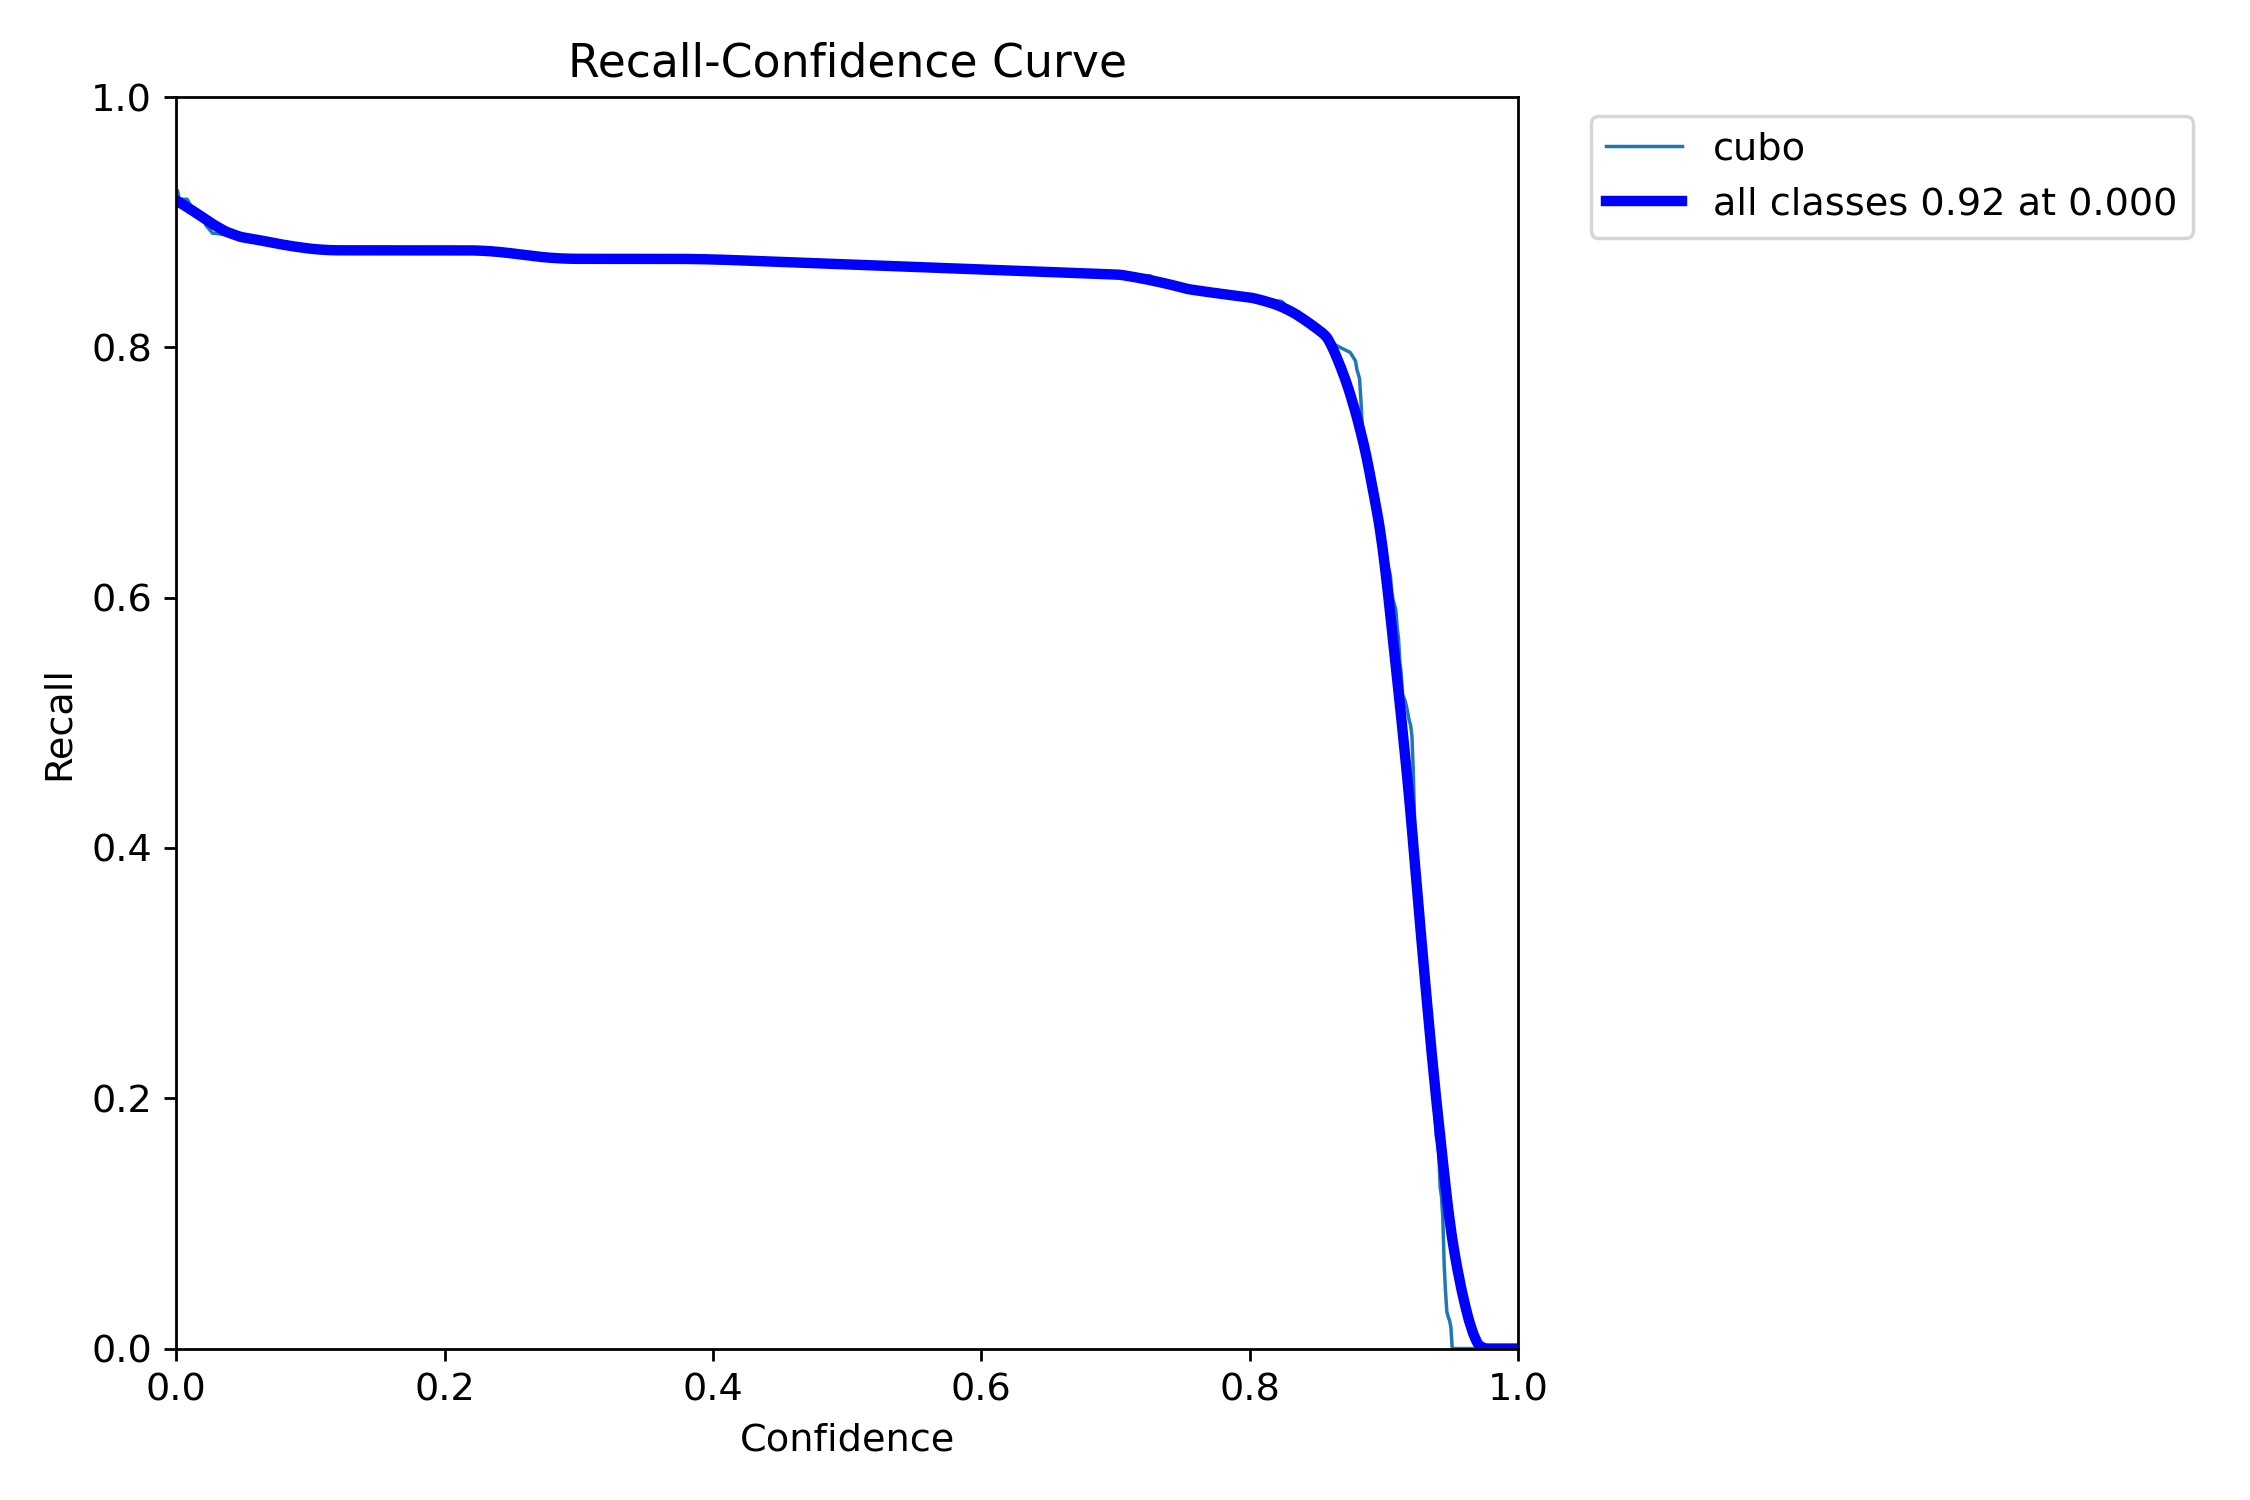 Recall-Confidence Curve
1.0
0.8
0.6
0.4
0.2
0.0
Recall
0.0 0.2 0.4 0.6 0.8 1.0
Confidence
cubo
all classes 0.92 at 0.000